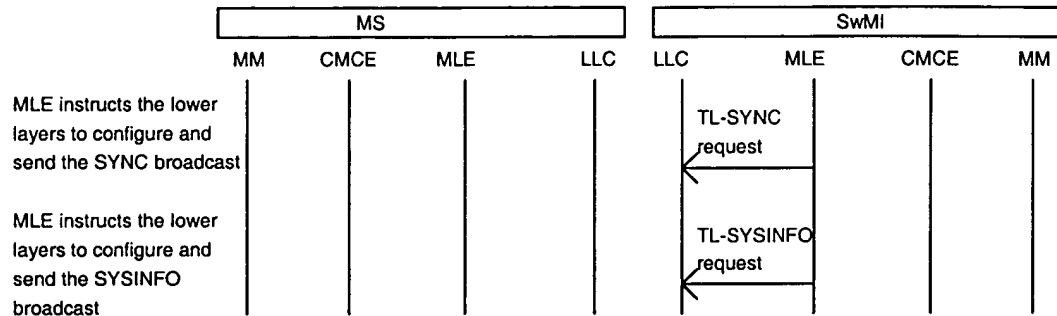 MS
SwMI
MM CMCE MLE LLC LLC MLE CMCE MM
MLE instructs the lower
layers to configure and
send the SYNC broadcast
TL-SYNC
request
MLE instructs the lower
layers to configure and
send the SYSINFO
broadcast
TL-SYSINFO
request